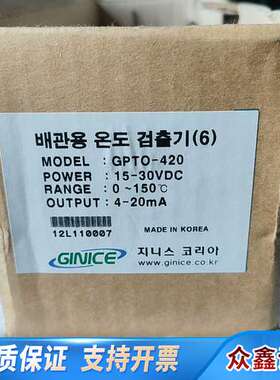 배관용 온도 검출기(6)
MODEL : GPTO-420
POWER : 15-30VDC
RANGE : 0~150℃
OUTPUT : 4-20mA
12L110007
MADE IN KOREA
GINICE
지니스 코리아
www.ginice.co.kr
质保证 支持开票
众鑫